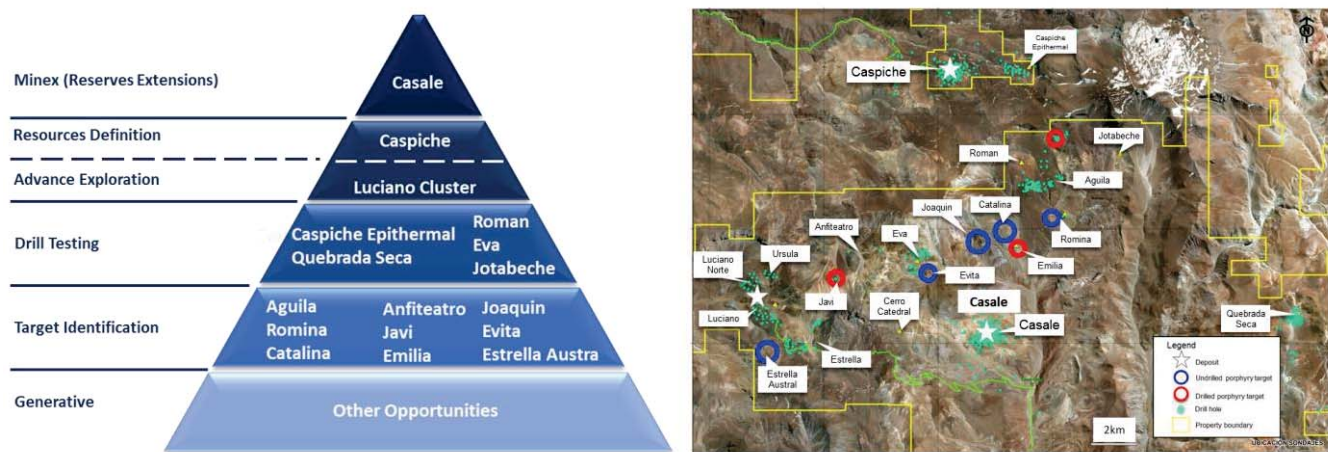 Minex (Reserves Extensions)
Casale
Resources Definition
Caspiche
Advance Exploration
Luciano Cluster
Drill Testing
Caspiche Epithermal
Quebrada Seca
Roman
Eva
Jotabeche
Target Identification
Aguila
Romina
Catalina
Anfiteatro
Javi
Emilia
Joaquin
Evita
Estrella Austra
Generative
Other Opportunities
Caspiche
Epithermal
Caspiche
Jotabeche
Roman
Aguila
Joaquin
Catalina
Romina
Anfiteatro
Eva
Emilia
Evita
Ursula
Luciano
Norte
Javi
Cerro
Catedral
Casale
Casale
Luciano
Estrella
Estrella
Austral
Quebrada
Seca
2km
Legend
Deposit
Undrilled porphyry target
Drilled porphyry target
Drill hole
Property boundary
UBICACION SONDAJES